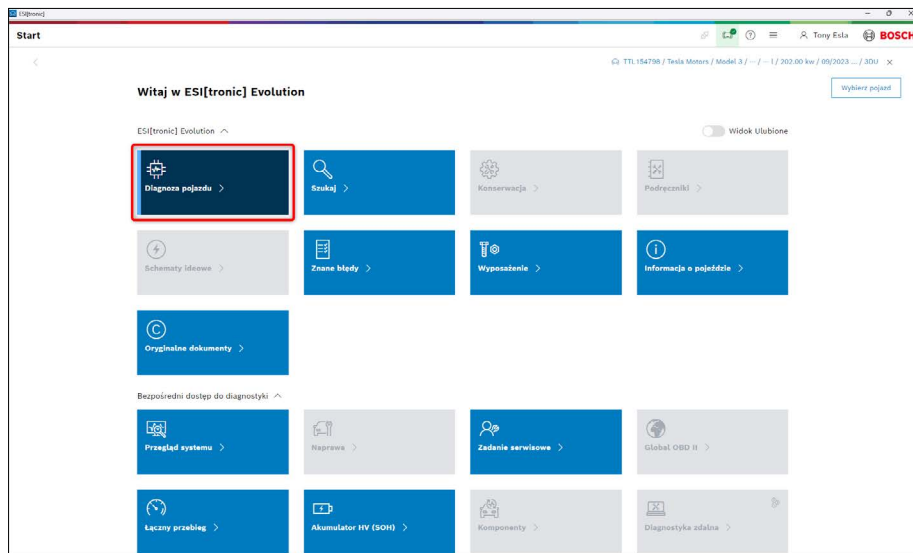 ESI[tronic]
Start
Tony Esla
BOSCH
TTL154798 / Tesla Motors / Model 3 / -- / -- l / 202.00 kw / 09/2023 ... / 3DU
Wybierz pojazd
Witaj w ESI[tronic] Evolution
ESI[tronic] Evolution
Widok Ulubione
Diagnoza pojazdu
Szukaj
Konserwacja
Podręczniki
Schematy ideowe
Znane błędy
Wyposażenie
Informacja o pojeździe
Oryginalne dokumenty
Bezpośredni dostęp do diagnostyki
Przegląd systemu
Naprawa
Zadanie serwisowe
Global OBD II
Łączny przebieg
Akumulator HV (SOH)
Komponenty
Diagnostyka zdalna